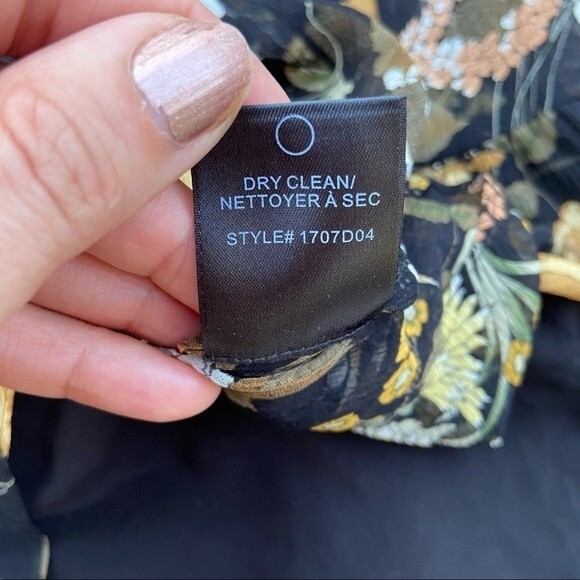 DRY CLEAN/
NETTOYER À SEC
STYLE# 1707D04